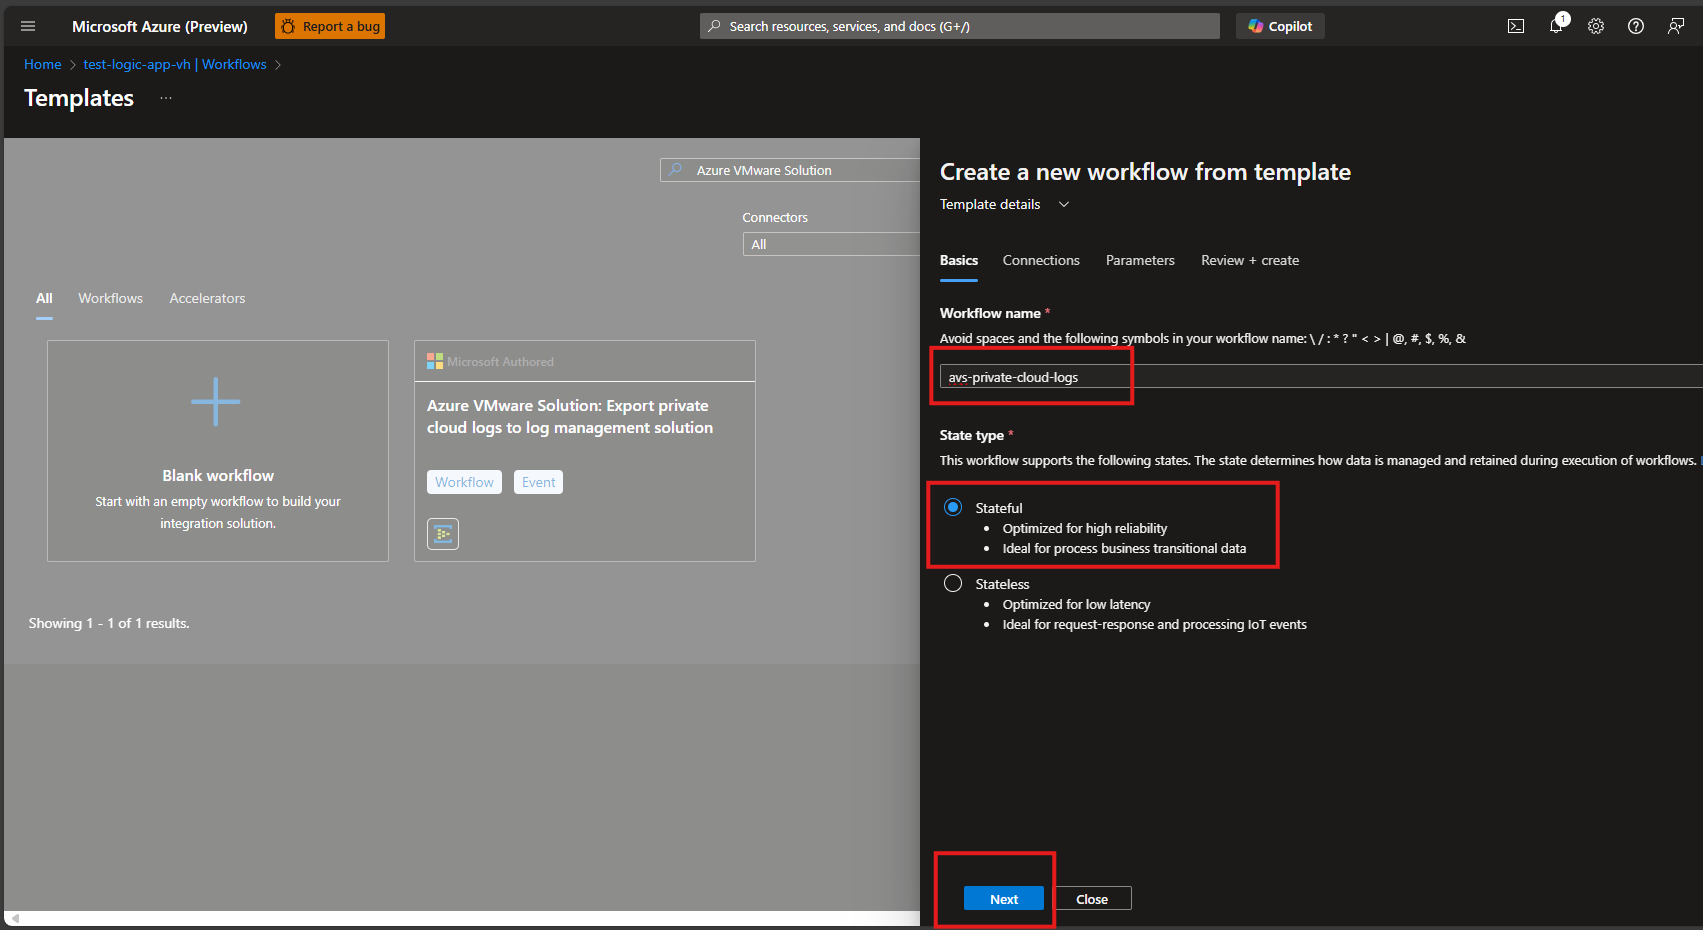 Microsoft Azure (Preview)
Report a bug
Search resources, services, and docs (G+/)
Copilot
1
Home > test-logic-app-vh | Workflows >
Templates ...
Azure VMware Solution
Connectors
All
All Workflows Accelerators
Blank workflow
Start with an empty workflow to build your
integration solution.
Microsoft Authored
Azure VMware Solution: Export private
cloud logs to log management solution
Workflow Event
Showing 1 - 1 of 1 results.
Create a new workflow from template
Template details
Basics Connections Parameters Review + create
Workflow name *
Avoid spaces and the following symbols in your workflow name: \ / : * ? " < > | @, #, $, %, &
avs-private-cloud-logs
State type *
This workflow supports the following states. The state determines how data is managed and retained during execution of workflows.
Stateful
• Optimized for high reliability
• Ideal for process business transitional data
Stateless
• Optimized for low latency
• Ideal for request-response and processing IoT events
Next
Close